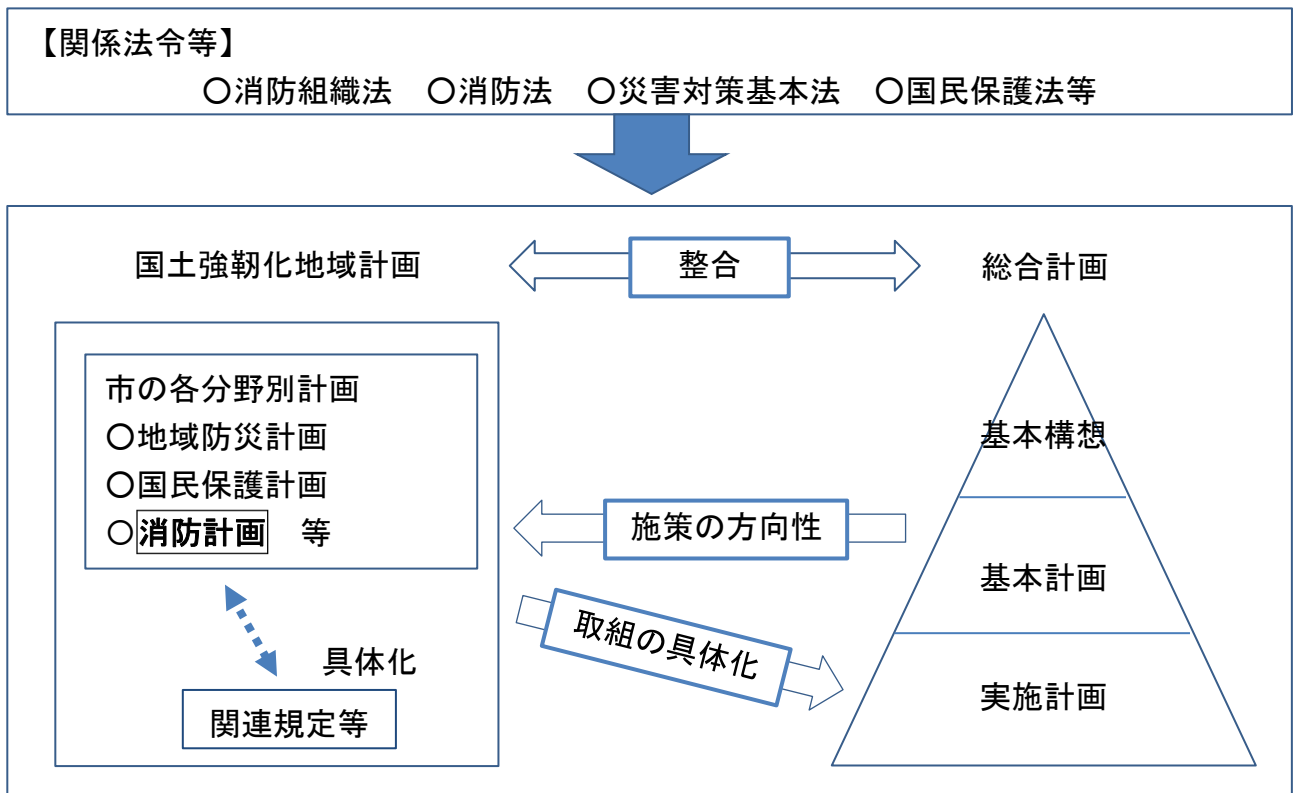 【関係法令等】
〇消防組織法　〇消防法　〇災害対策基本法　〇国民保護法等
国土強靭化地域計画
整合
総合計画
市の各分野別計画
〇地域防災計画
〇国民保護計画
〇消防計画　等
基本構想
施策の方向性
基本計画
取組の具体化
具体化
実施計画
関連規定等